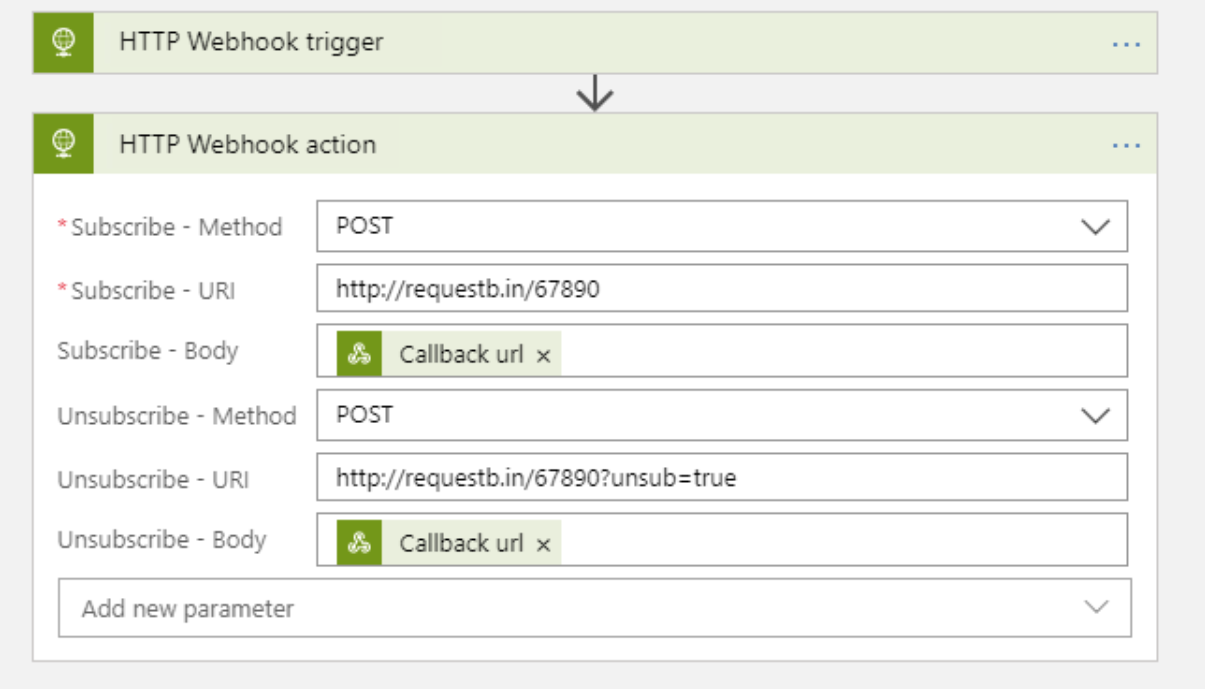 HTTP Webhook trigger
HTTP Webhook action
* Subscribe - Method POST
* Subscribe - URI http://requestb.in/67890
Subscribe - Body Callback url ×
Unsubscribe - Method POST
Unsubscribe - URI http://requestb.in/67890?unsub=true
Unsubscribe - Body Callback url ×
Add new parameter